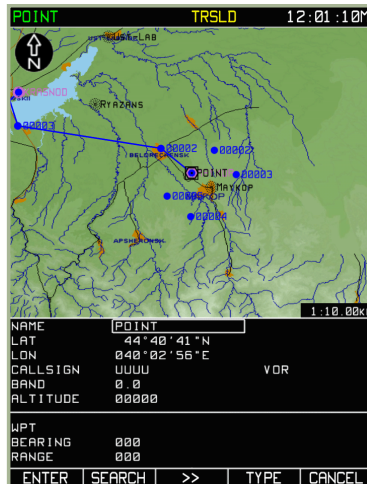 POINT TRSLD 12:01:10M
N
RYAZANS
00003
00002
00002
BELORECHENSK
POINT
00003
MAYKOP
00004
APSHERONSK
1:10.00км
NAME POINT
LAT 44°40'41"N
LON 040°02'56"E
CALLSIGN UUUU VOR
BAND 0.0
ALTITUDE 00000
WPT
BEARING 000
RANGE 000
ENTER SEARCH >> TYPE CANCEL